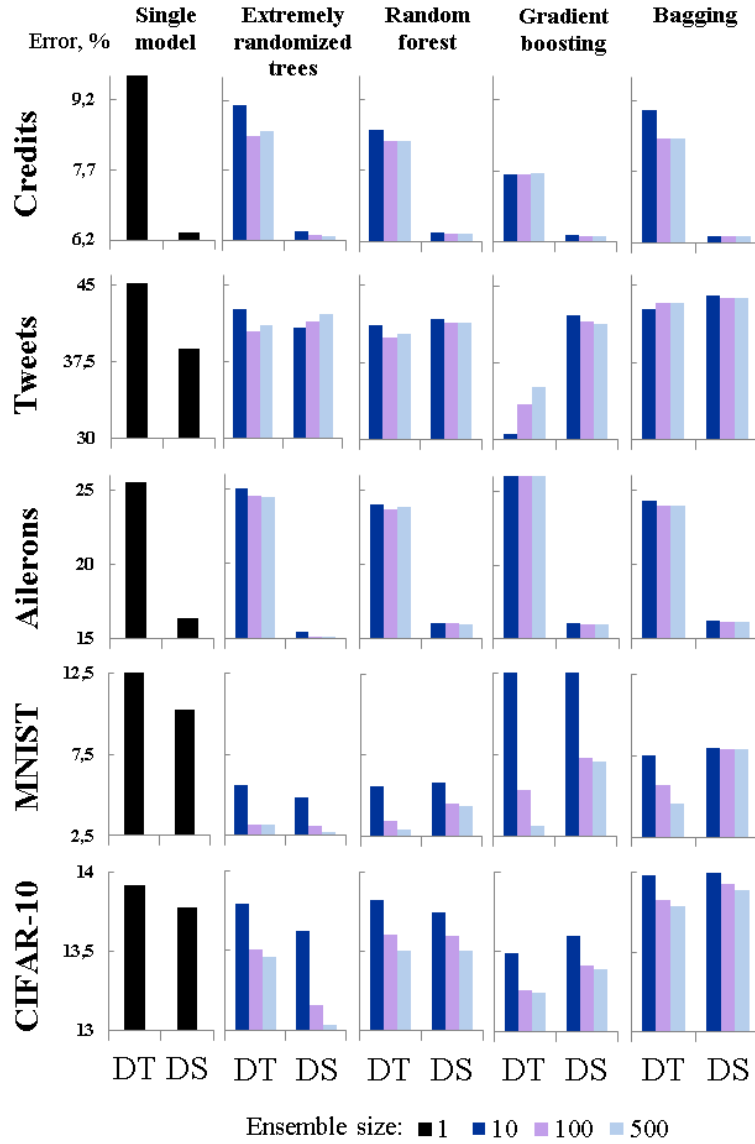 Error, %
Single model
Extremely randomized trees
Random forest
Gradient boosting
Bagging
Credits
9,2
7,7
6,2
Tweets
45
37,5
30
Ailerons
25
20
15
MNIST
12,5
7,5
2,5
CIFAR-10
14
13,5
13
DT DS DT DS DT DS DT DS DT DS
Ensemble size: 1 10 100 500